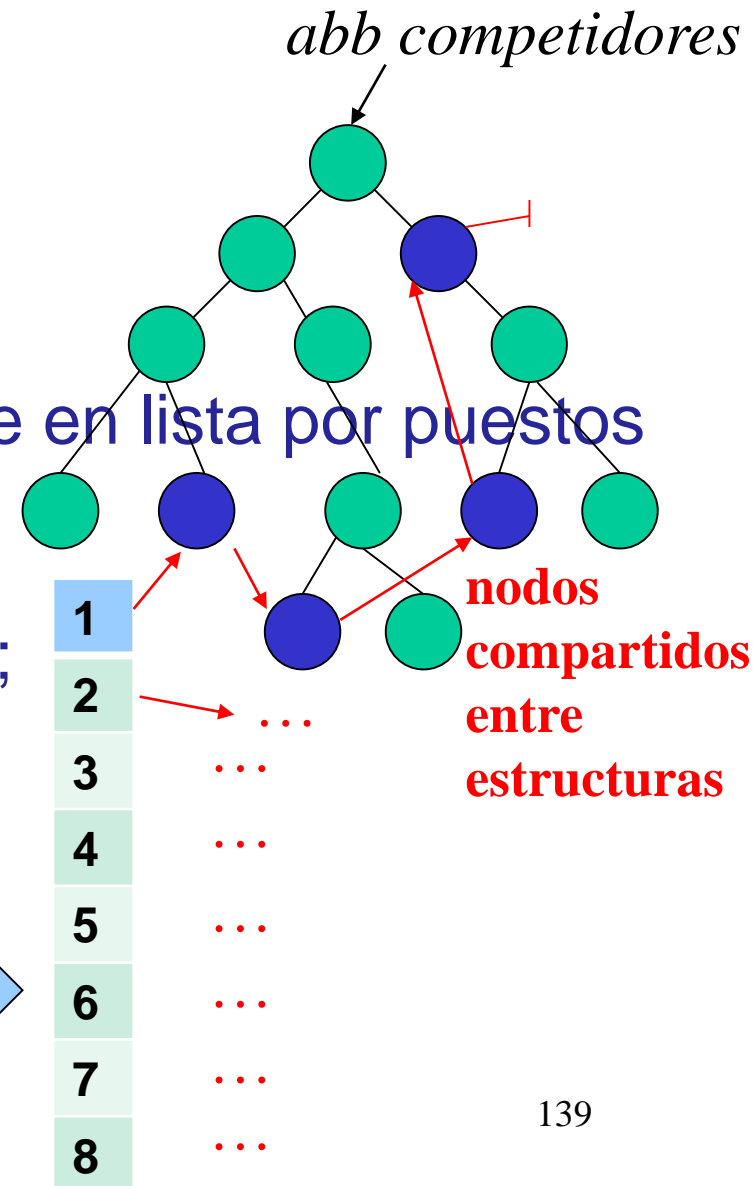 abb competidores
e en lista por puestos
nodos
1
compartidos
;
2
entre
...
3
...
estructuras
4
...
5
...
6
...
7
...
139
8
...